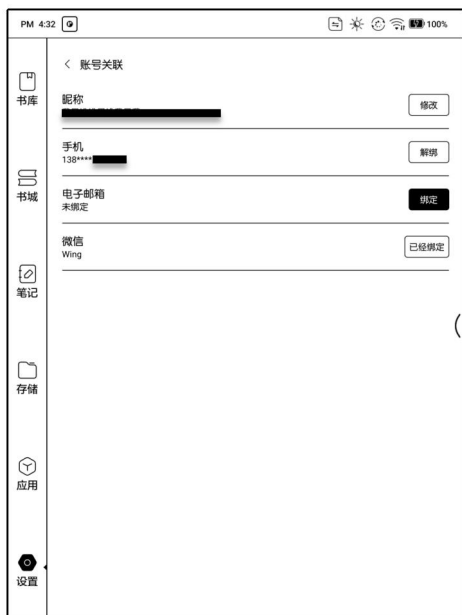 PM 4:32
100%
账号关联
昵称
修改
手机
138****
解绑
电子邮箱
未绑定
绑定
微信
Wing
已经绑定
书库
书城
笔记
存储
应用
设置